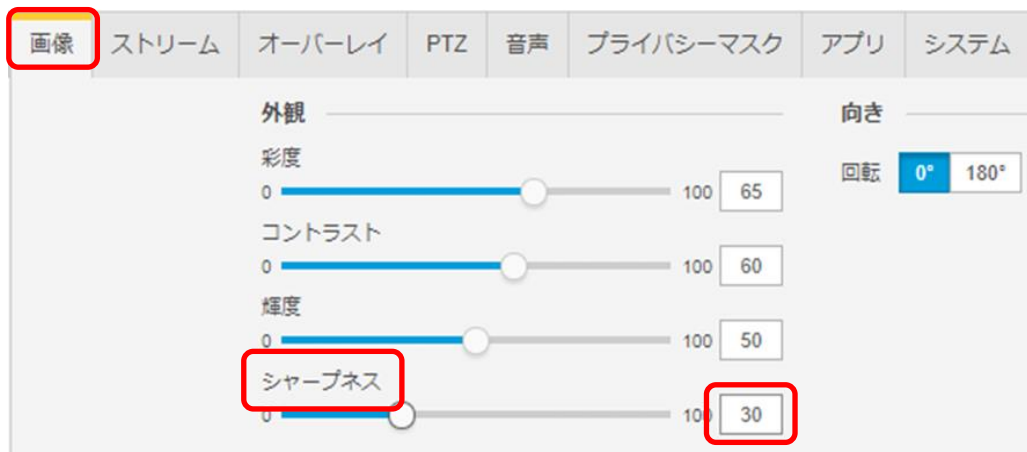 画像 ストリーム オーバーレイ PTZ 音声 プライバシーマスク アプリ システム
外観 向き
彩度
0 100 65
回転 0° 180°
コントラスト
0 100 60
輝度
0 100 50
シャープネス
0 100 30